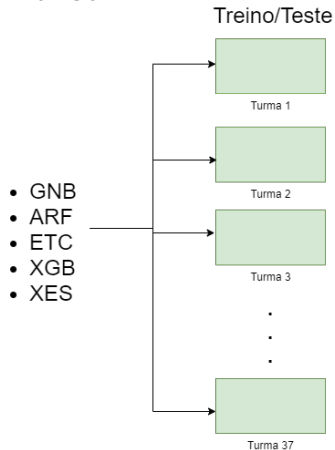 Treino/Teste
Turma 1
Turma 2
• GNB
• ARF
• ETC
• XGB
• XES
Turma 3
.
.
.
Turma 37